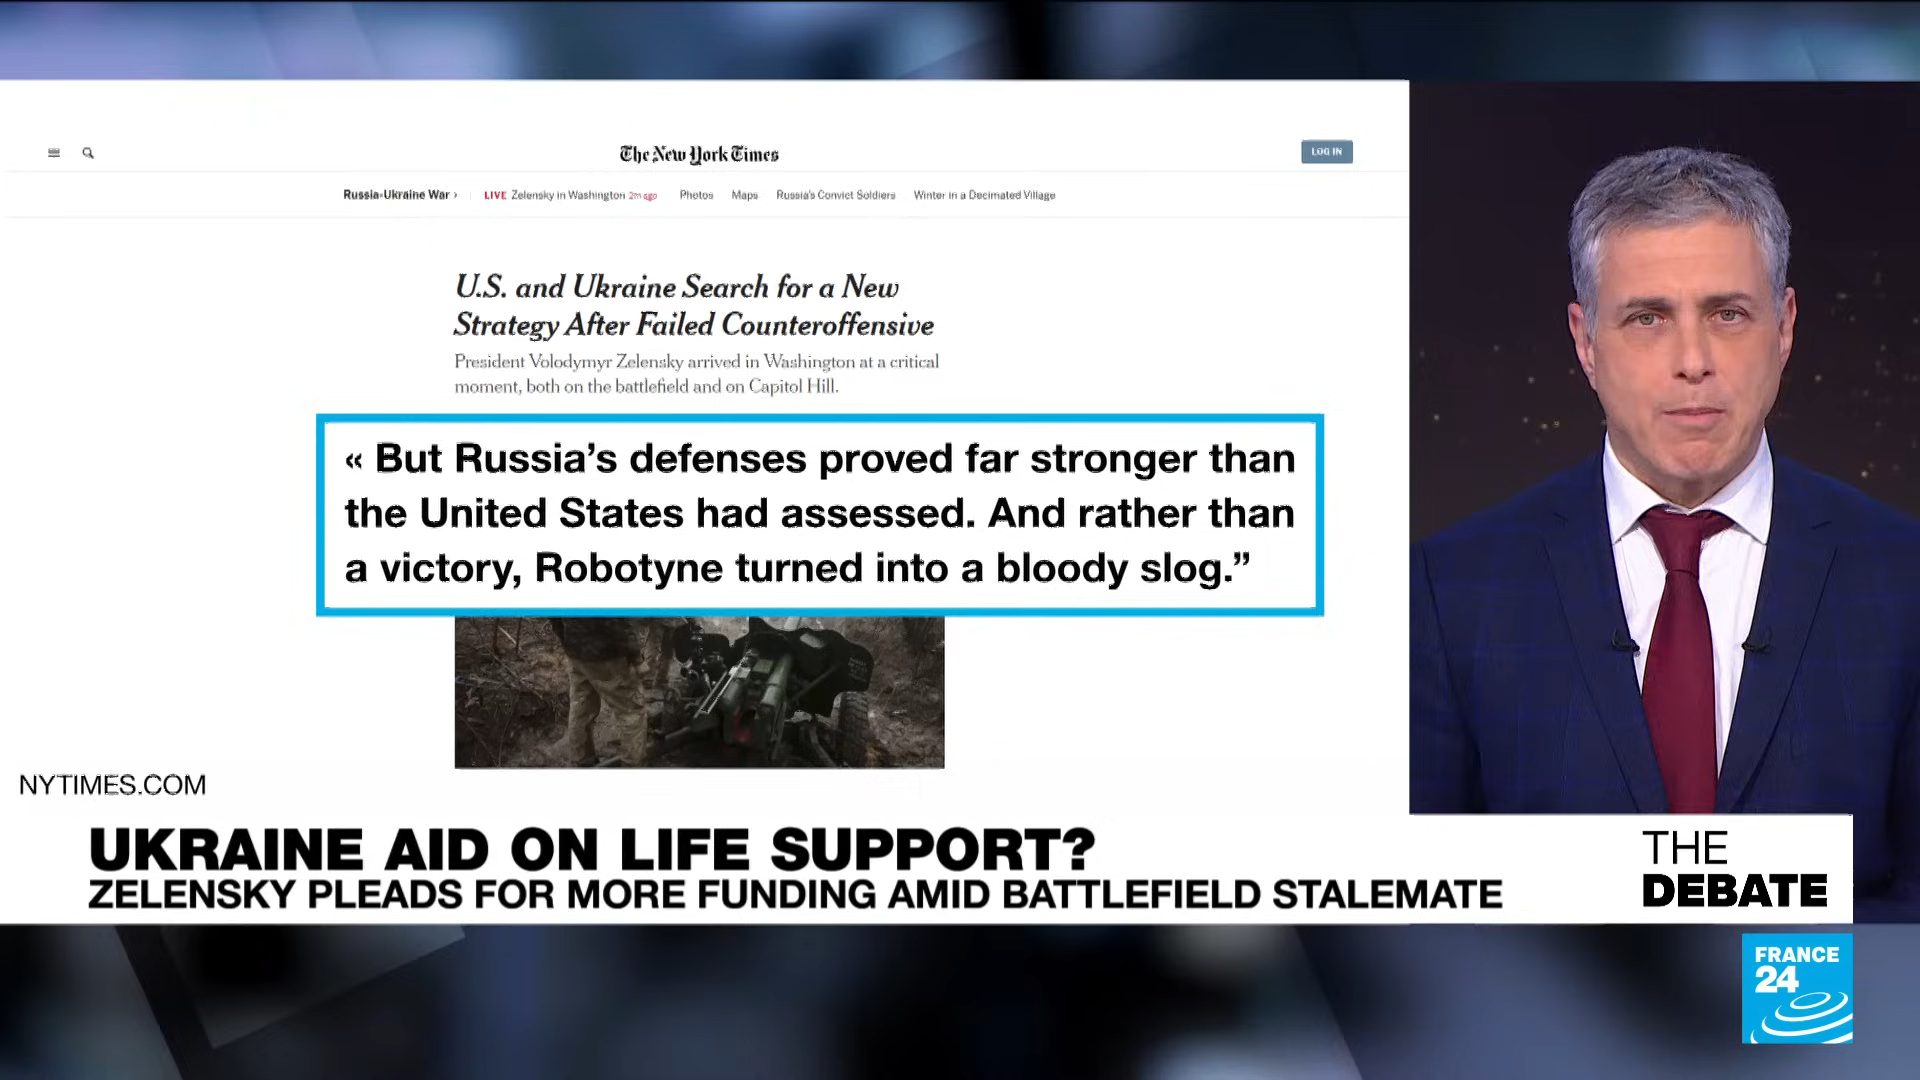 The New York Times
LOG IN
Russia-Ukraine War › LIVE Zelensky in Washington 2m ago Photos Maps Russia's Convict Soldiers Winter in a Decimated Village
U.S. and Ukraine Search for a New
Strategy After Failed Counteroffensive
President Volodymyr Zelensky arrived in Washington at a critical
moment, both on the battlefield and on Capitol Hill.
« But Russia’s defenses proved far stronger than
the United States had assessed. And rather than
a victory, Robotyne turned into a bloody slog.”
NYTIMES.COM
UKRAINE AID ON LIFE SUPPORT?
ZELENSKY PLEADS FOR MORE FUNDING AMID BATTLEFIELD STALEMATE
THE
DEBATE
FRANCE
24